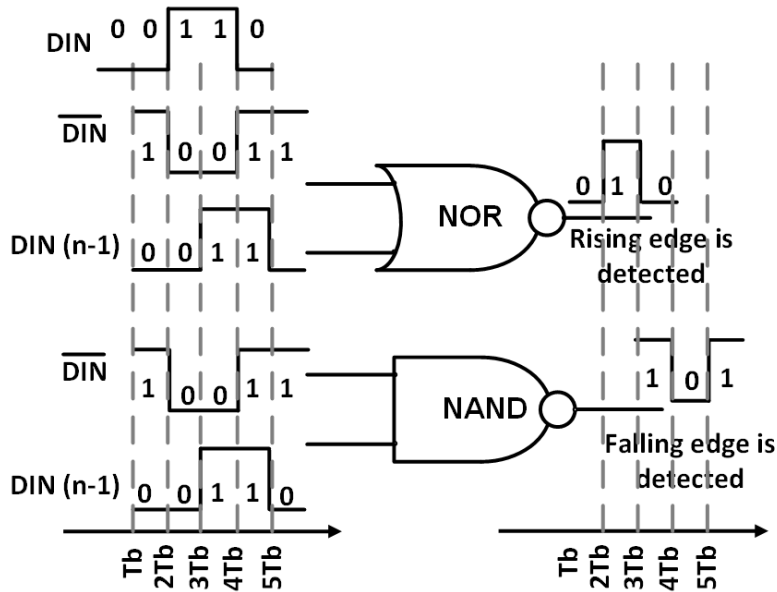 DIN 0 0 1 1 0
DIN
1 0 0 1 1
DIN (n-1) 0 0 1 1
NOR
0 1 0
Rising edge is
detected
DIN
1 0 0 1 1
DIN (n-1) 0 0 1 1 0
NAND
1 0 1
Falling edge is
detected
Tb 2Tb 3Tb 4Tb 5Tb
Tb 2Tb 3Tb 4Tb 5Tb